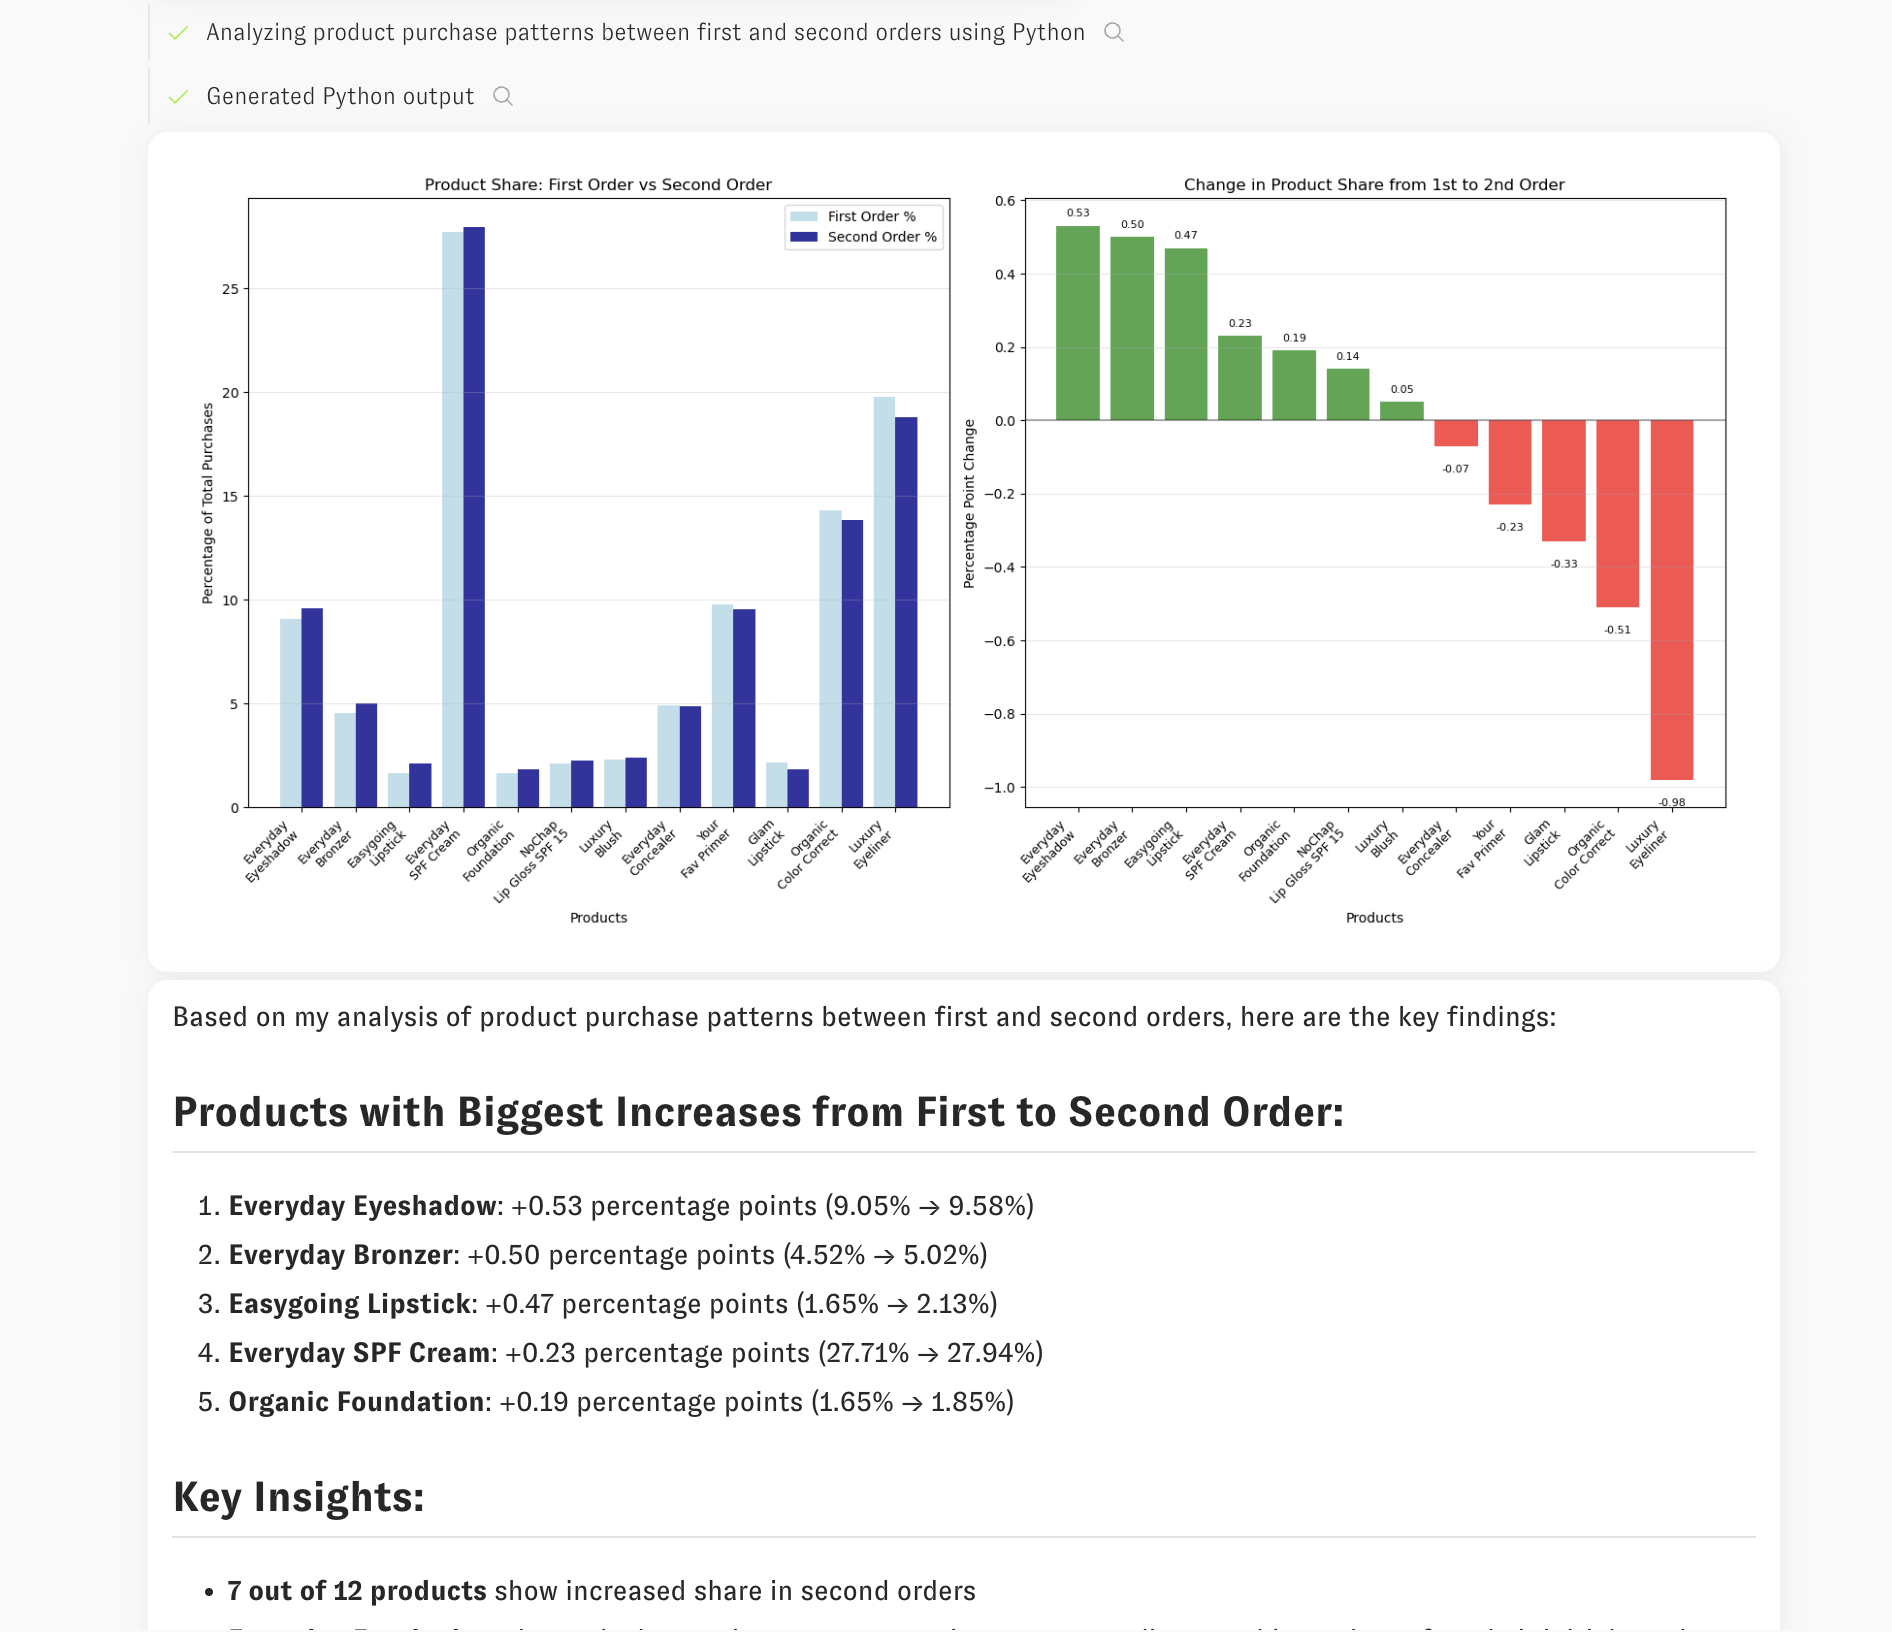 Analyzing product purchase patterns between first and second orders using Python
Generated Python output
Product Share: First Order vs Second Order
First Order %
Second Order %
Percentage of Total Purchases
25
20
15
10
5
0
Everyday
Eyeshadow
Everyday
Bronzer
Easygoing
Lipstick
Everyday
SPF Cream
Organic
Foundation
NoChap
Lip Gloss SPF 15
Luxury
Blush
Everyday
Concealer
Your
Fav Primer
Glam
Lipstick
Organic
Color Correct
Luxury
Eyeliner
Products
Change in Product Share from 1st to 2nd Order
Percentage Point Change
0.6
0.4
0.2
0.0
−0.2
−0.4
−0.6
−0.8
−1.0
0.53
0.50
0.47
0.23
0.19
0.14
0.05
-0.07
-0.23
-0.33
-0.51
-0.98
Everyday
Eyeshadow
Everyday
Bronzer
Easygoing
Lipstick
Everyday
SPF Cream
Organic
Foundation
NoChap
Lip Gloss SPF 15
Luxury
Blush
Everyday
Concealer
Your
Fav Primer
Glam
Lipstick
Organic
Color Correct
Luxury
Eyeliner
Products
Based on my analysis of product purchase patterns between first and second orders, here are the key findings:
Products with Biggest Increases from First to Second Order:
1. Everyday Eyeshadow: +0.53 percentage points (9.05% → 9.58%)
2. Everyday Bronzer: +0.50 percentage points (4.52% → 5.02%)
3. Easygoing Lipstick: +0.47 percentage points (1.65% → 2.13%)
4. Everyday SPF Cream: +0.23 percentage points (27.71% → 27.94%)
5. Organic Foundation: +0.19 percentage points (1.65% → 1.85%)
Key Insights:
• 7 out of 12 products show increased share in second orders